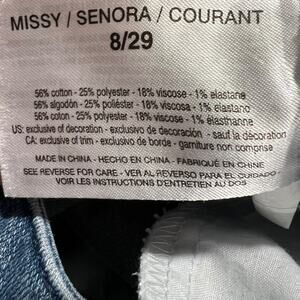 MISSY / SENORA / COURANT
8/29
56% cotton - 25% polyester - 18% viscose - 1% elastane
56% algodón - 25% poliéster - 18% viscosa - 1% elastano
56% coton - 25% polyester - 18% viscose - 1% élasthanne
US: exclusive of decoration - exclusivo de decoración - sauf la décoration
CA: exclusive of trim - exclusivo de borde - garniture non comprise
MADE IN CHINA - HECHO EN CHINA - FABRIQUÉ EN CHINE
SEE REVERSE FOR CARE - VER AL REVERSO PARA EL CUIDADO
VOIR LES INSTRUCTIONS D'ENTRETIEN AU DOS